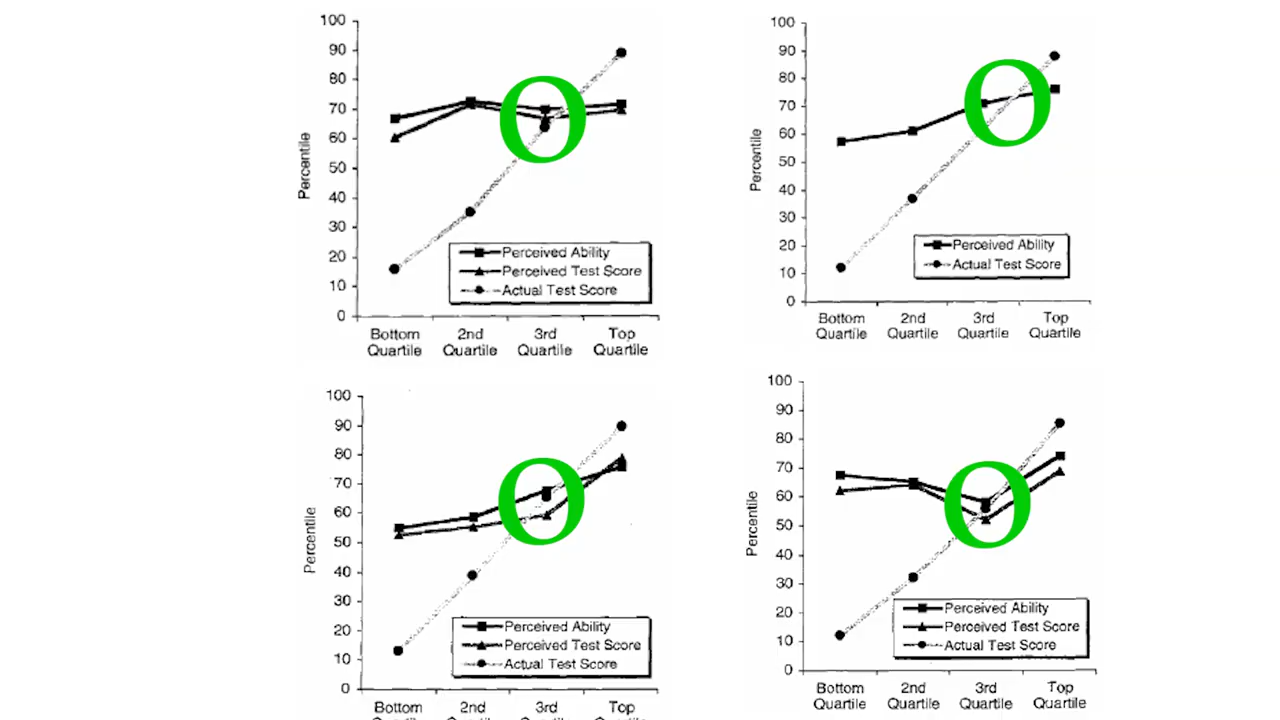 100
90
80
70
60
50
40
30
20
10
0
Percentile
Perceived Ability
Perceived Test Score
Actual Test Score
Bottom Quartile
2nd Quartile
3rd Quartile
Top Quartile
O
100
90
80
70
60
50
40
30
20
10
0
Percentile
Perceived Ability
Actual Test Score
Bottom Quartile
2nd Quartile
3rd Quartile
Top Quartile
O
100
90
80
70
60
50
40
30
20
10
0
Percentile
Perceived Ability
Perceived Test Score
Actual Test Score
Bottom
2nd
3rd
Top
O
100
90
80
70
60
50
40
30
20
10
0
Percentile
Perceived Ability
Perceived Test Score
Actual Test Score
Bottom Quartile
2nd Quartile
3rd Quartile
Top Quartile
O